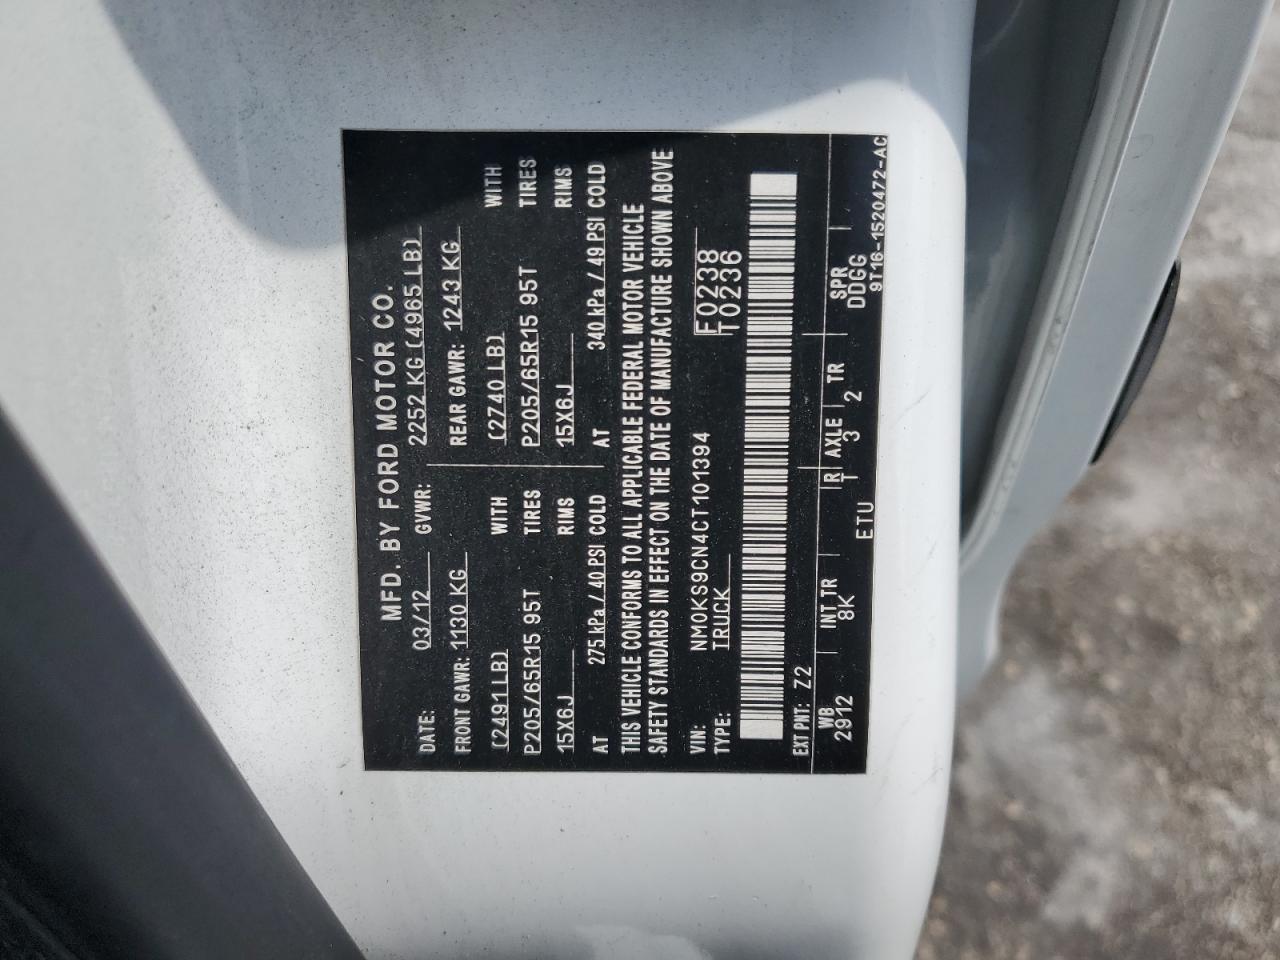 MFD. BY FORD MOTOR CO.
DATE: 03/12 GVWR: 2252 KG (4965 LB)
FRONT GAWR: 1130 KG REAR GAWR: 1243 KG
(2491 LB) WITH (2740 LB) WITH
P205/65R15 95T TIRES P205/65R15 95T TIRES
15X6J RIMS 15X6J RIMS
AT 275 kPa / 40 PSI COLD AT 340 kPa / 49 PSI COLD
THIS VEHICLE CONFORMS TO ALL APPLICABLE FEDERAL MOTOR VEHICLE
SAFETY STANDARDS IN EFFECT ON THE DATE OF MANUFACTURE SHOWN ABOVE
VIN: NM0KS9CN4CT101394 F0238
TYPE: TRUCK T0236
EXT PNT: Z2
WB INT TR R AXLE TR SPR
2912 8K T 3 2 DDGG
ETU 9T16-1520472-AC